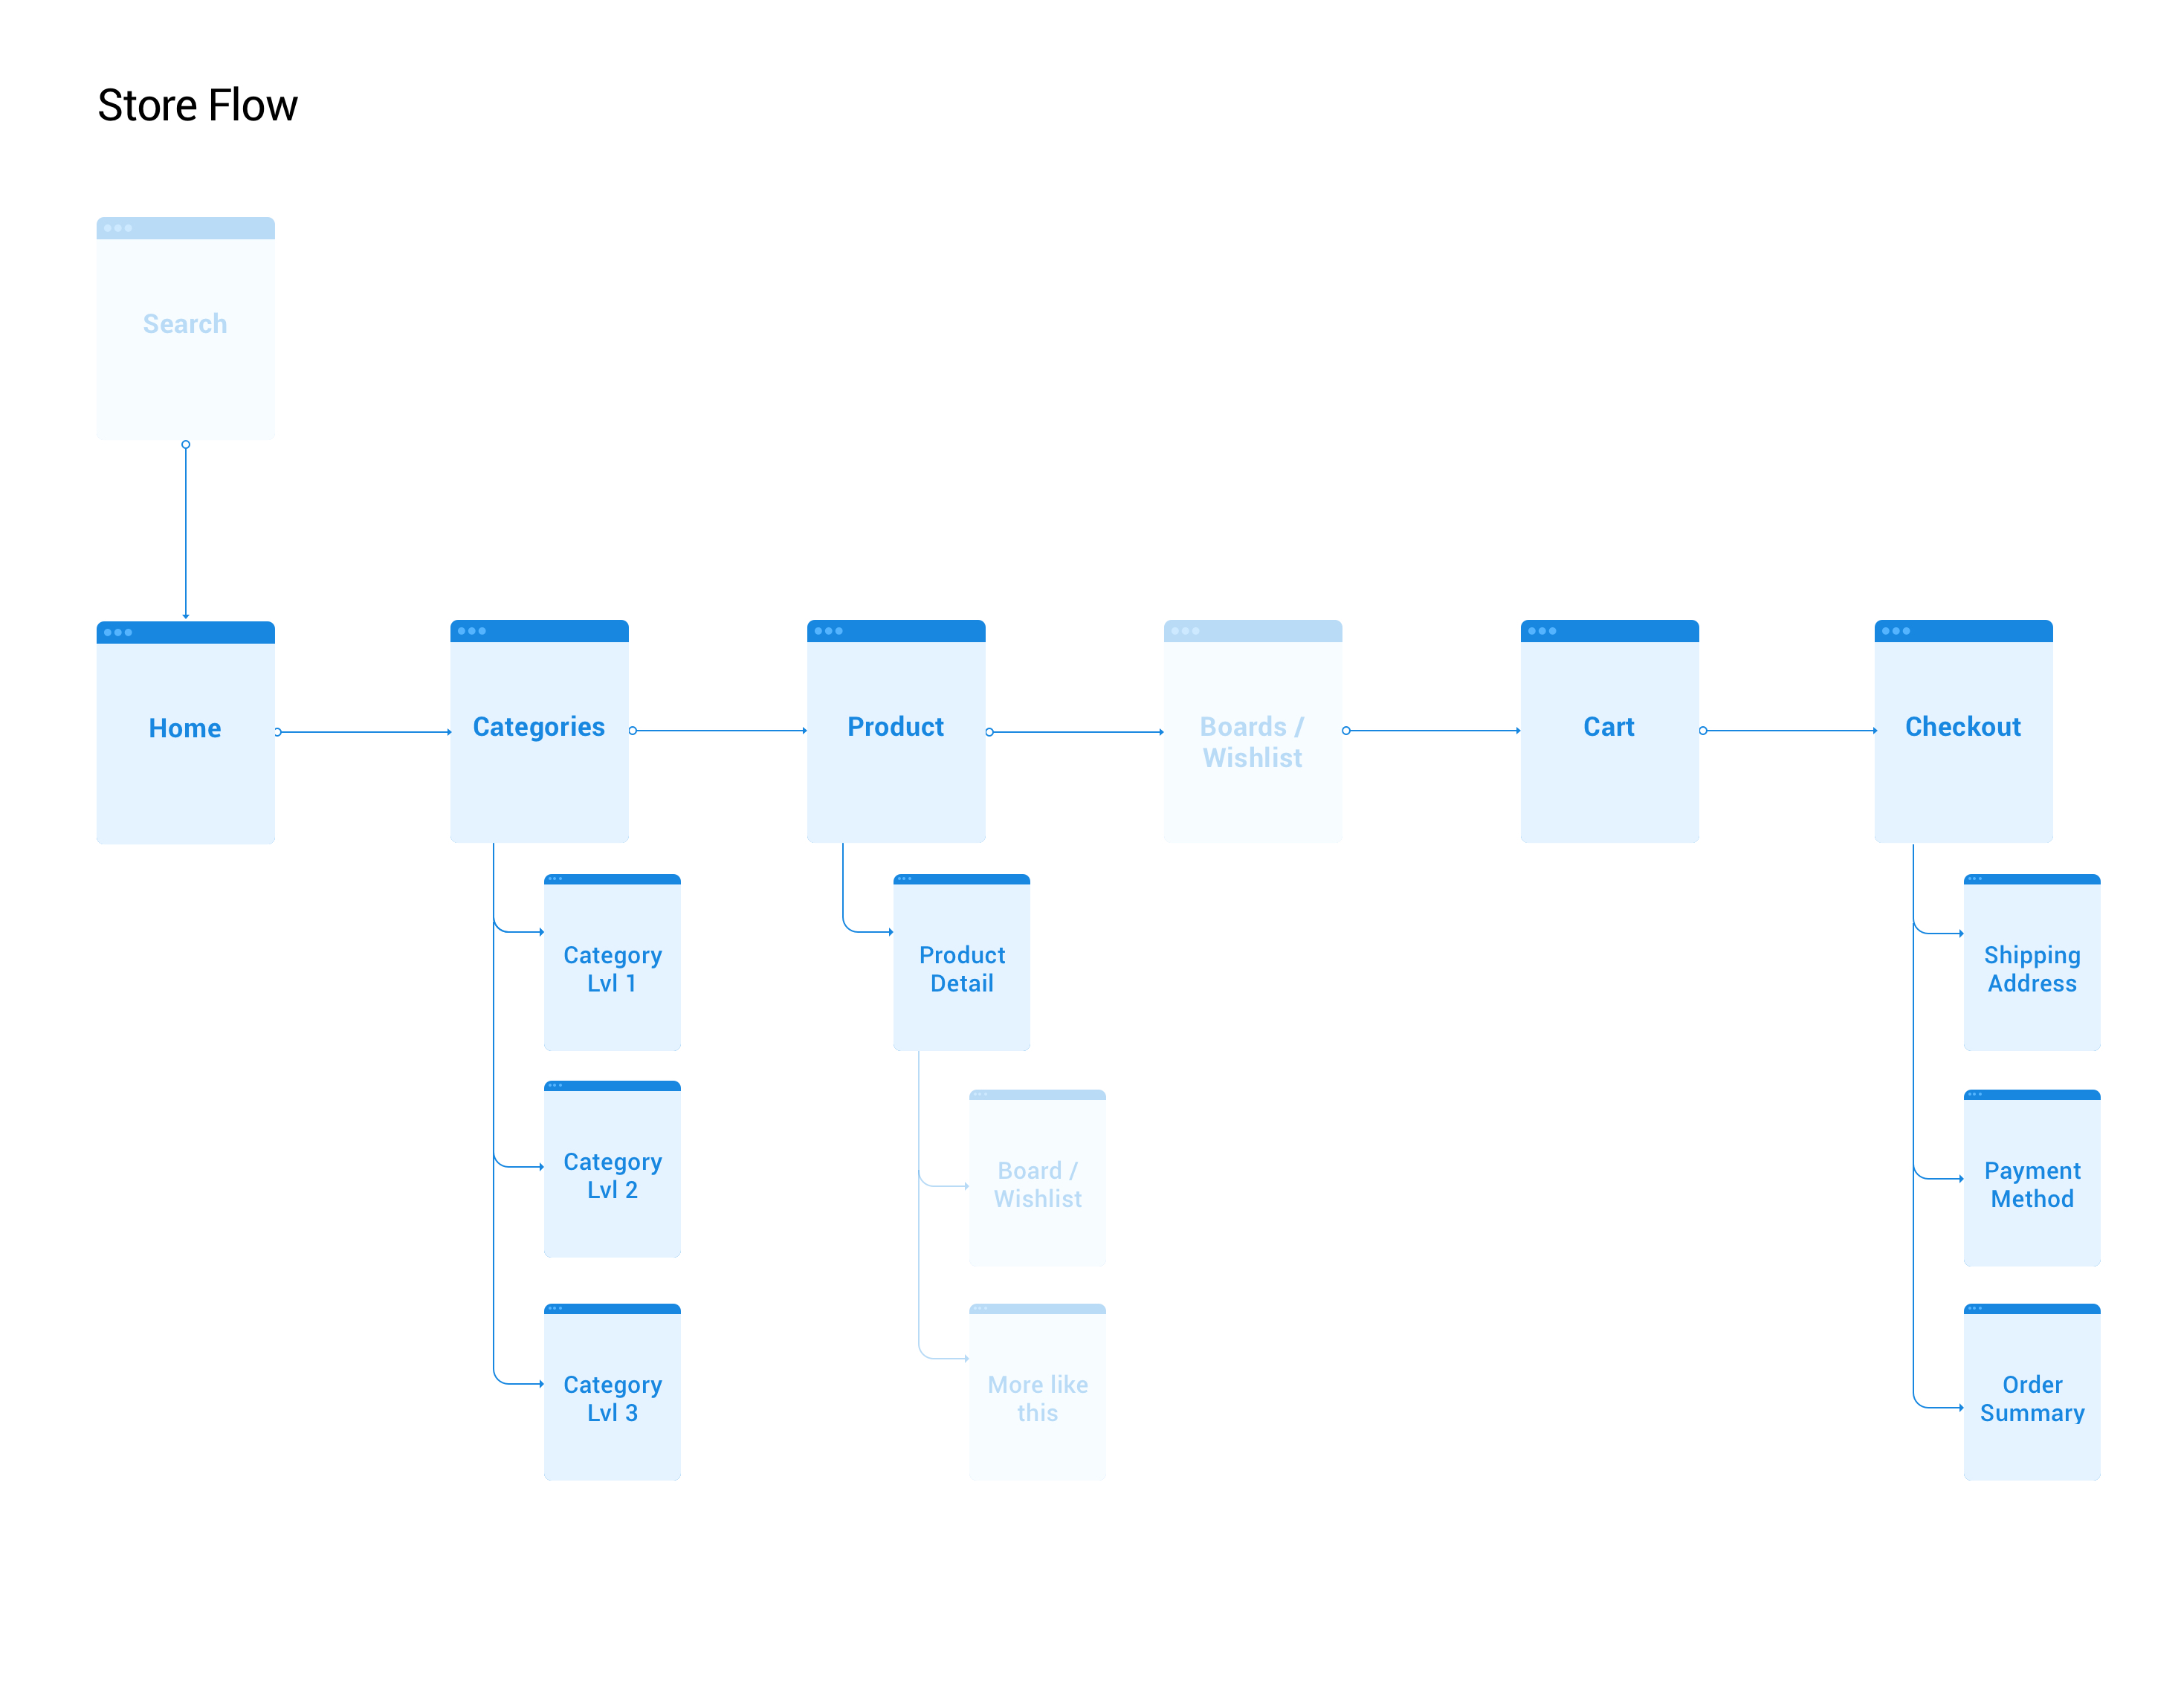 Store Flow
Search
Home
Categories
Product
Boards /
Wishlist
Cart
Checkout
Category
Lvl 1
Category
Lvl 2
Category
Lvl 3
Product
Detail
Board /
Wishlist
More like
this
Shipping
Address
Payment
Method
Order
Summary